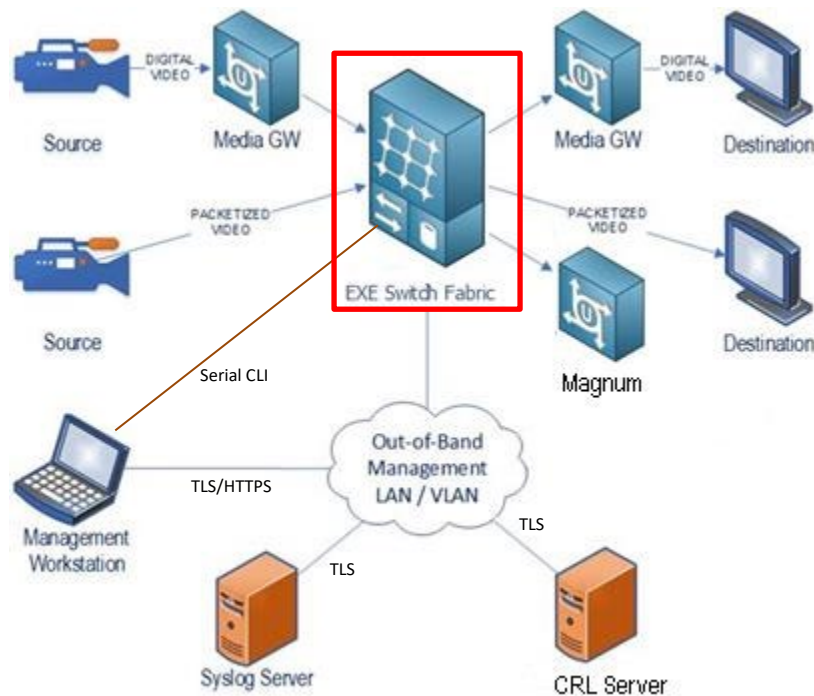 DIGITAL
VIDEO
DIGITAL
VIDEO
U
U
Source
Media GW
Media GW
Destination
PACKETIZED
VIDEO
PACKETIZED
VIDEO
EXE Switch Fabric
U
Source
Destination
Magnum
Serial CLI
Out-of-Band
Management
LAN / VLAN
TLS/HTTPS
TLS
Management
Workstation
TLS
Syslog Server
CRL Server